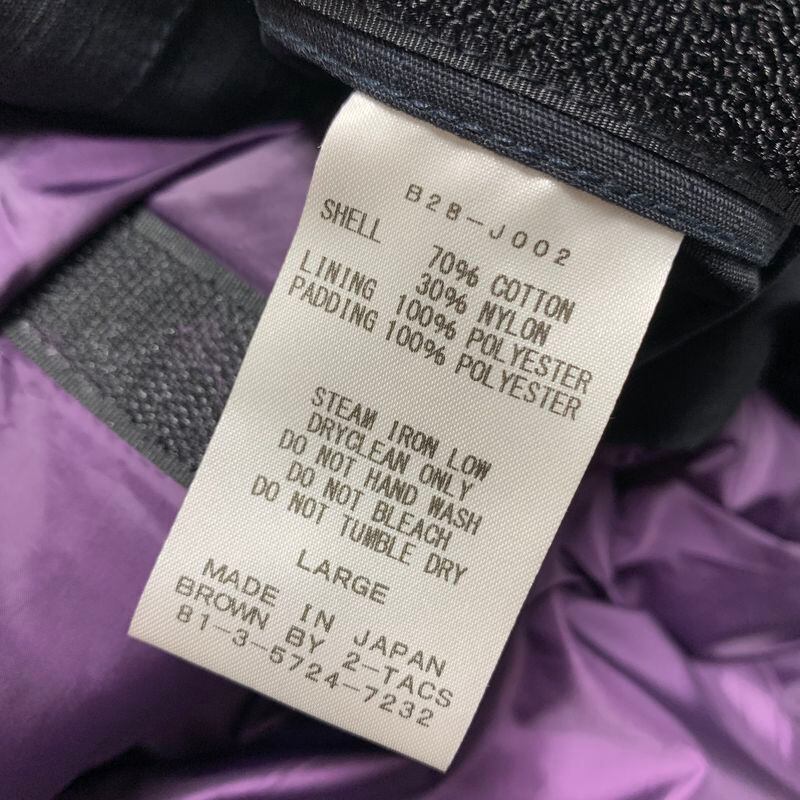 B28-J002
SHELL 70% COTTON
30% NYLON
LINING 100% POLYESTER
PADDING 100% POLYESTER
STEAM IRON LOW
DRYCLEAN ONLY
DO NOT HAND WASH
DO NOT BLEACH
DO NOT TUMBLE DRY
LARGE
MADE IN JAPAN
BROWN BY 2-TACS
81-3-5724-7232